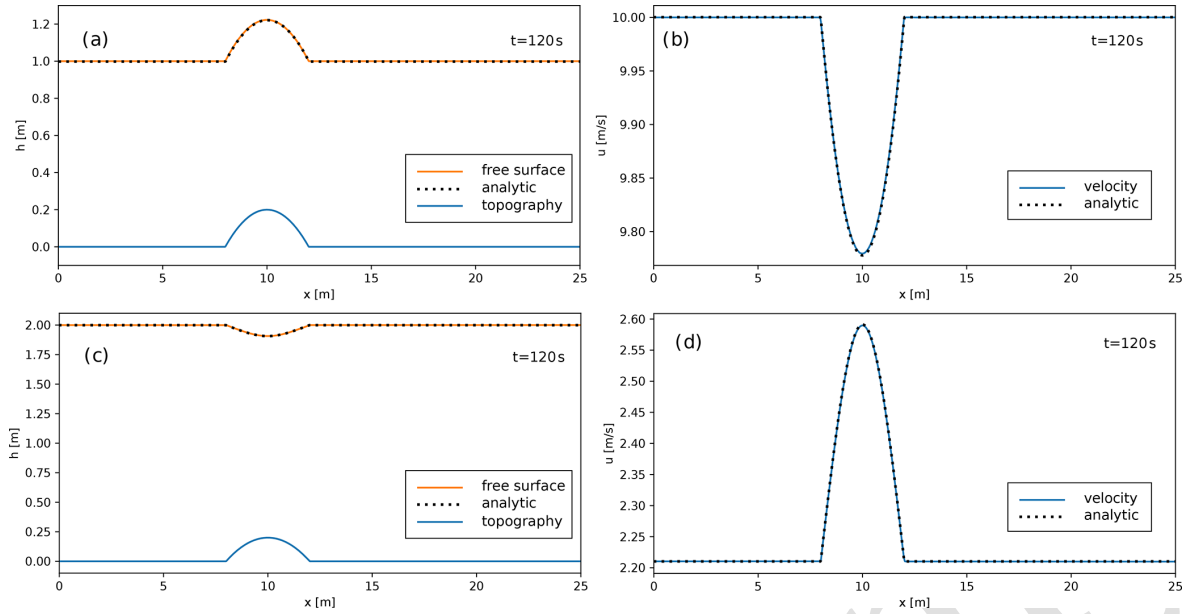 1.2
1.0
0.8
0.6
0.4
0.2
0.0
h [m]
(a)
t=120s
free surface
analytic
topography
0
5
10
15
20
25
x [m]
10.00
9.95
9.90
9.85
9.80
u [m/s]
(b)
t=120s
velocity
analytic
0
5
10
15
20
25
x [m]
2.00
1.75
1.50
1.25
1.00
0.75
0.50
0.25
0.00
h [m]
(c)
t=120s
free surface
analytic
topography
0
5
10
15
20
25
x [m]
2.60
2.55
2.50
2.45
2.40
2.35
2.30
2.25
2.20
u [m/s]
(d)
t=120s
velocity
analytic
0
5
10
15
20
25
x [m]